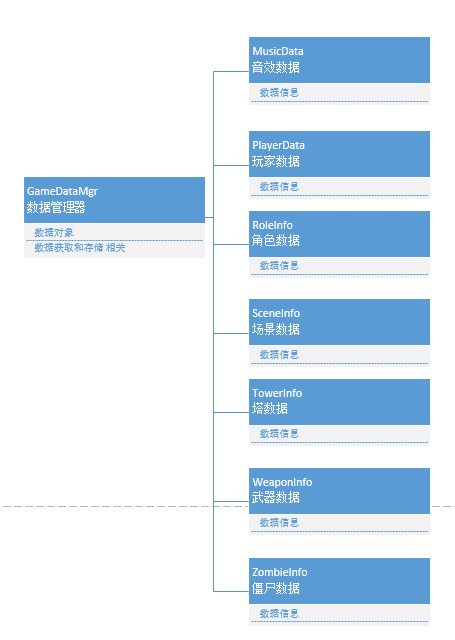 MusicData
音效数据
数据信息
PlayerData
玩家数据
数据信息
GameDataMgr
数据管理器
数据对象
数据获取和存储 相关
RoleInfo
角色数据
数据信息
SceneInfo
场景数据
数据信息
TowerInfo
塔数据
数据信息
WeaponInfo
武器数据
数据信息
ZombieInfo
僵尸数据
数据信息